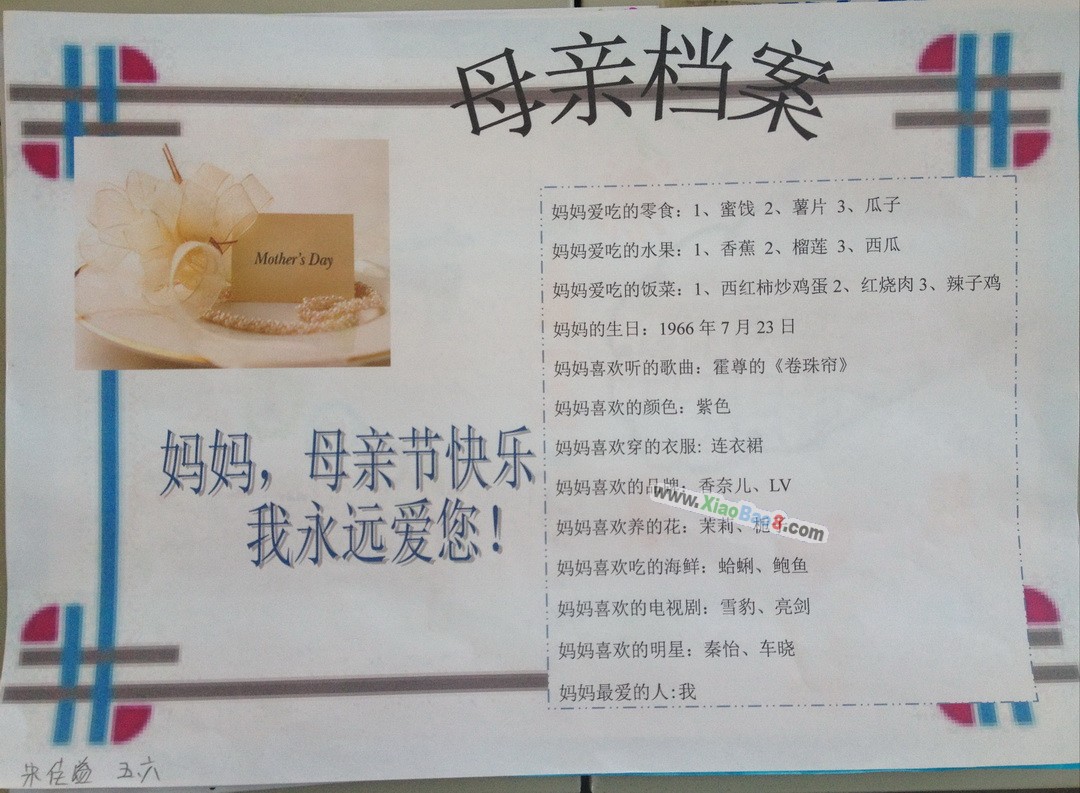 母亲档案
Mother's Day
妈妈，母亲节快乐
我永远爱您！
妈妈爱吃的零食：1、蜜饯 2、薯片 3、瓜子
妈妈爱吃的水果：1、香蕉 2、榴莲 3、西瓜
妈妈爱吃的饭菜：1、西红柿炒鸡蛋 2、红烧肉 3、辣子鸡
妈妈的生日：1966 年 7 月 23 日
妈妈喜欢听的歌曲：霍尊的《卷珠帘》
妈妈喜欢的颜色：紫色
妈妈喜欢穿的衣服：连衣裙
妈妈喜欢的品牌：香奈儿、LV
www.XiaoBao8.com
妈妈喜欢养的花：茉莉、
妈妈喜欢吃的海鲜：蛤蜊、鲍鱼
妈妈喜欢的电视剧：雪豹、亮剑
妈妈喜欢的明星：秦怡、车晓
妈妈最爱的人:我
五.六